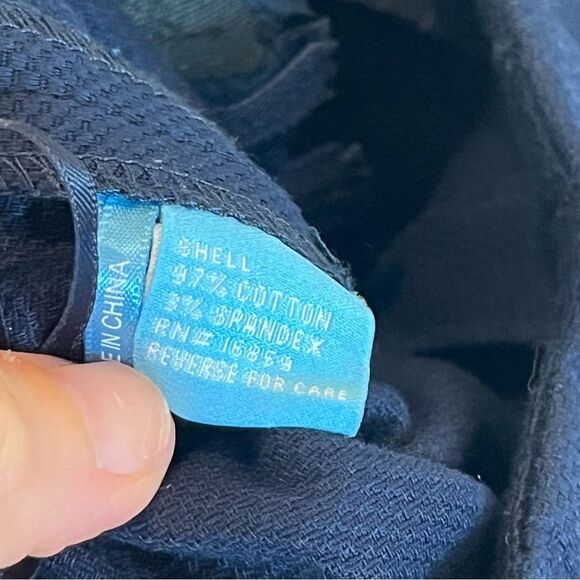 SHELL
97% COTTON
3% SPANDEX
RN# 16859
REVERSE FOR CARE
E IN CHINA